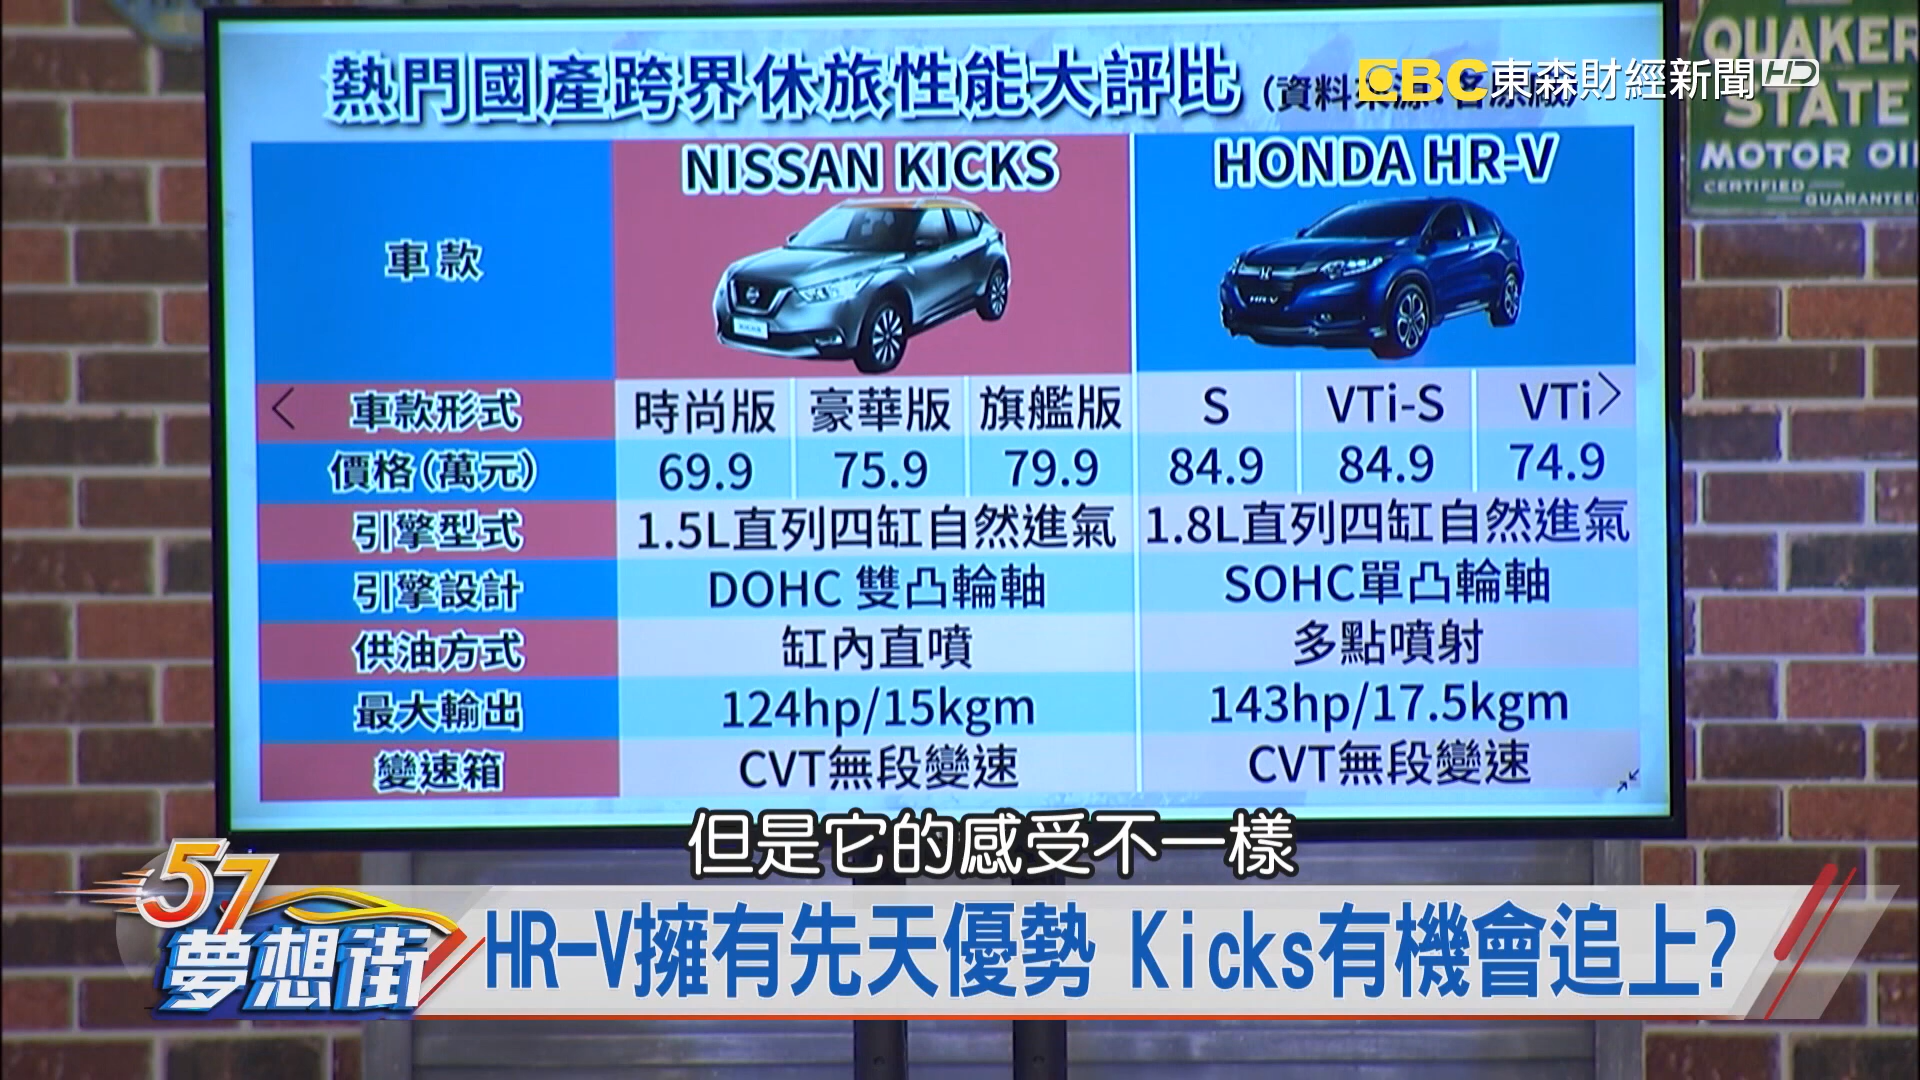 熱門國產跨界休旅性能大評比
EBC東森財經新聞HD
QUAKER
STATE
MOTOR OIL
CERTIFIED
GUARANTEE
車款 NISSAN KICKS HONDA HR-V
HR-V
車款形式 時尚版 豪華版 旗艦版 S VTi-S VTi
價格(萬元) 69.9 75.9 79.9 84.9 84.9 74.9
引擎型式 1.5L直列四缸自然進氣 1.8L直列四缸自然進氣
引擎設計 DOHC 雙凸輪軸 SOHC單凸輪軸
供油方式 缸內直噴 多點噴射
最大輸出 124hp/15kgm 143hp/17.5kgm
變速箱 CVT無段變速 CVT無段變速
但是它的感受不一樣
57
夢想街
HR-V擁有先天優勢 Kicks有機會追上?